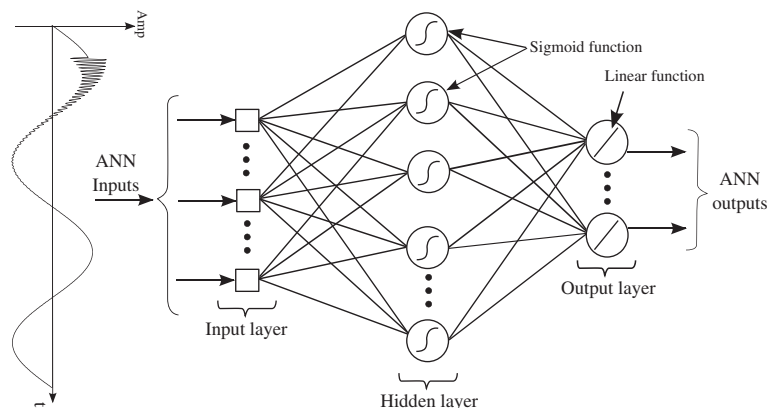 Amp
t
ANN
Inputs
Input layer
Sigmoid function
Hidden layer
Linear function
Output layer
ANN
outputs